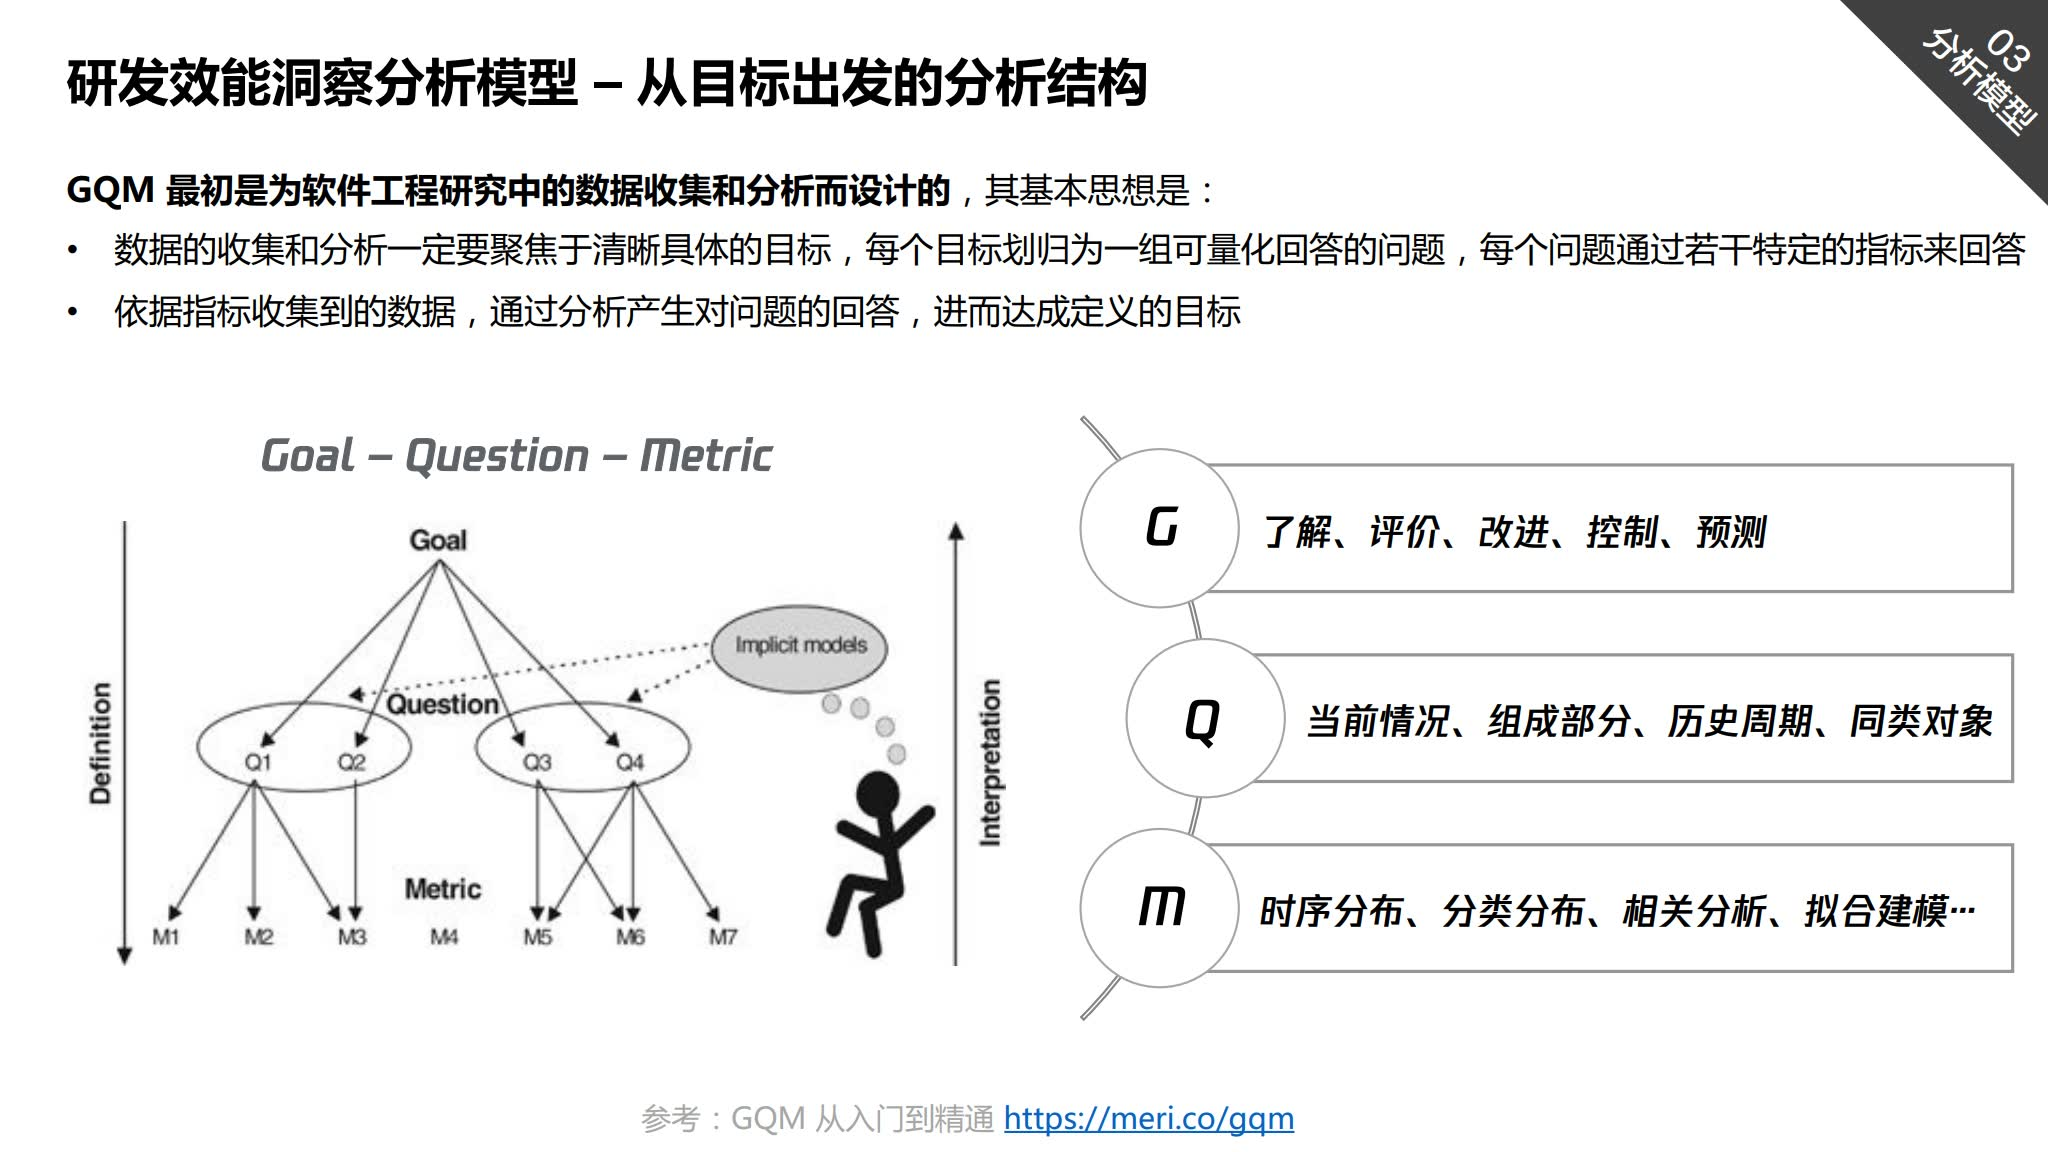 03
分析模型
研发效能洞察分析模型 – 从目标出发的分析结构
GQM 最初是为软件工程研究中的数据收集和分析而设计的，其基本思想是：
• 数据的收集和分析一定要聚焦于清晰具体的目标，每个目标划归为一组可量化回答的问题，每个问题通过若干特定的指标来回答
• 依据指标收集到的数据，通过分析产生对问题的回答，进而达成定义的目标
Goal – Question – Metric
Goal
Implicit models
Question
Q1 Q2 Q3 Q4
Metric
M1 M2 M3 M4 M5 M6 M7
Definition
Interpretation
G
了解、评价、改进、控制、预测
Q
当前情况、组成部分、历史周期、同类对象
M
时序分布、分类分布、相关分析、拟合建模…
参考：GQM 从入门到精通 https://meri.co/gqm